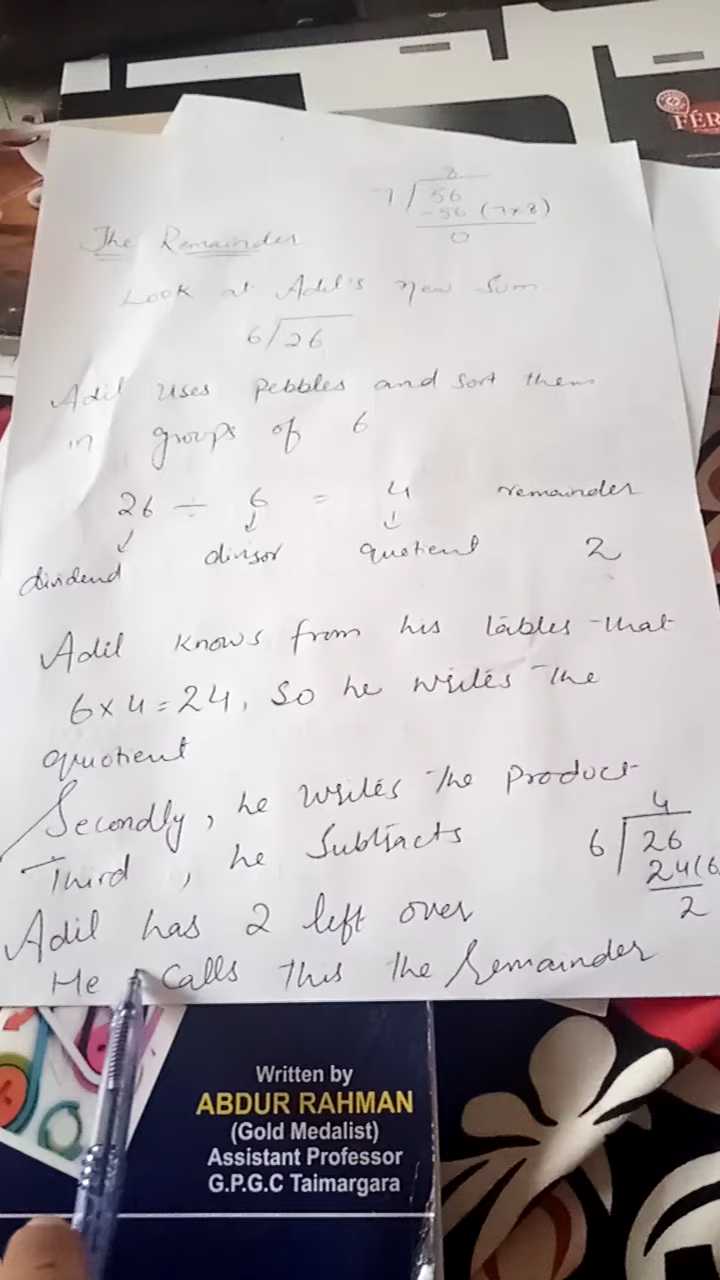 8
7 56
-56 (7x8)
0
The Remainder
Look at Adil's new sum
6 26
Adil uses pebbles and sort them
in groups of 6
26 ÷ 6 = 4 remainder
dividend divisor quotient 2
Adil knows from his tables that
6x4=24, so he writes the
quotient
Secondly, he writes the product
Third, he subtracts
4
6 26
24(6
2
Adil has 2 left over
He calls this the remainder
FÉR
Written by
ABDUR RAHMAN
(Gold Medalist)
Assistant Professor
G.P.G.C Taimargara